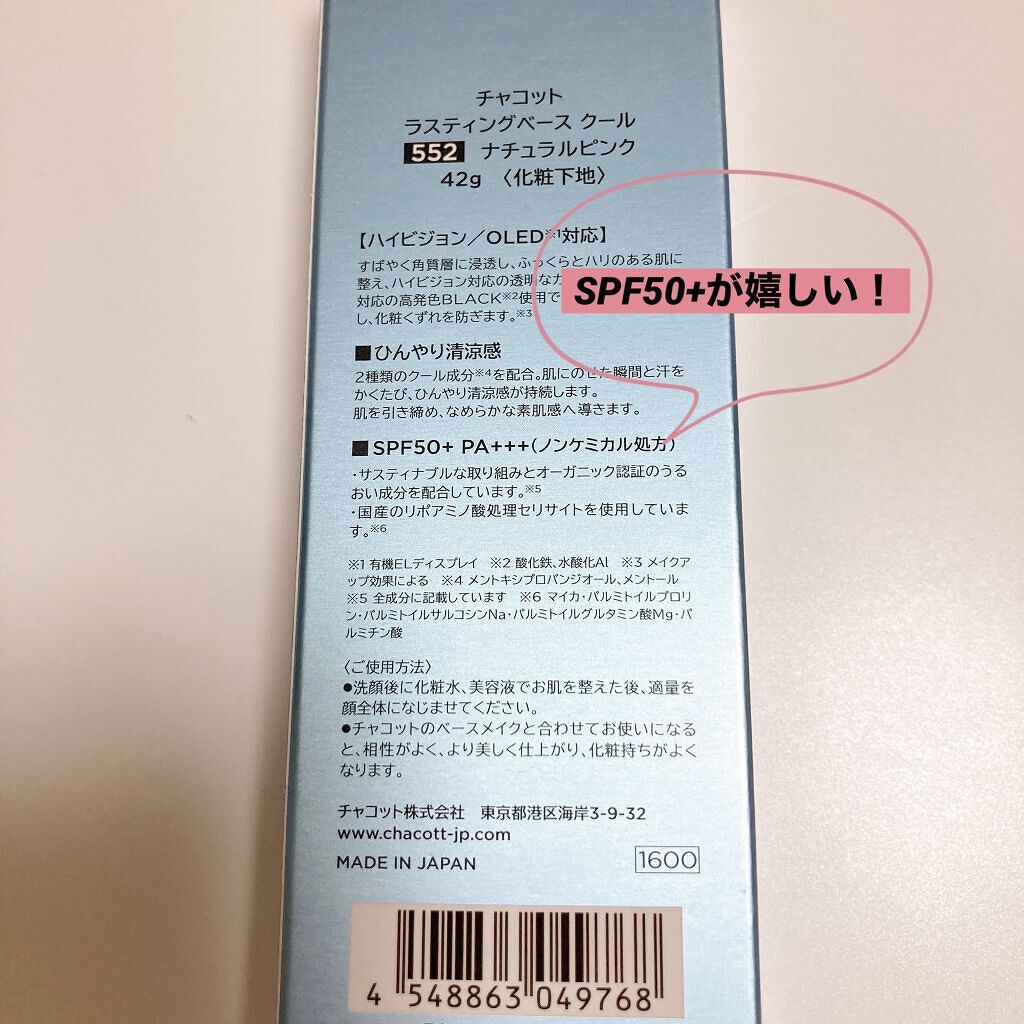 チャコット
ラスティングベース クール
552 ナチュラルピンク
42g 〈化粧下地〉
【ハイビジョン／OLED※1対応】
すばやく角質層に浸透し、ふっくらとハリのある肌に
整え、ハイビジョン対応の透明な
対応の高発色BLACK※2使用で
し、化粧くずれを防ぎます。※3
SPF50+が嬉しい！
■ひんやり清涼感
2種類のクール成分※4を配合。肌にのせた瞬間と汗を
かくたび、ひんやり清涼感が持続します。
肌を引き締め、なめらかな素肌感へ導きます。
■SPF50+ PA+++(ノンケミカル処方)
・サスティナブルな取り組みとオーガニック認証のうる
おい成分を配合しています。※5
・国産のリポアミノ酸処理セリサイトを使用していま
す。※6
※1 有機ELディスプレイ ※2 酸化鉄、水酸化Al ※3 メイクア
ップ効果による ※4 メントキシプロパンジオール、メントール
※5 全成分に記載しています ※6 マイカ・パルミトイルプロリ
ン・パルミトイルサルコシンNa・パルミトイルグルタミン酸Mg・パ
ルミチン酸
〈ご使用方法〉
●洗顔後に化粧水、美容液でお肌を整えた後、適量を
顔全体になじませてください。
●チャコットのベースメイクと合わせてお使いになる
と、相性がよく、より美しく仕上がり、化粧持ちがよく
なります。
チャコット株式会社 東京都港区海岸3-9-32
www.chacott-jp.com
MADE IN JAPAN 1600
4 548863 049768